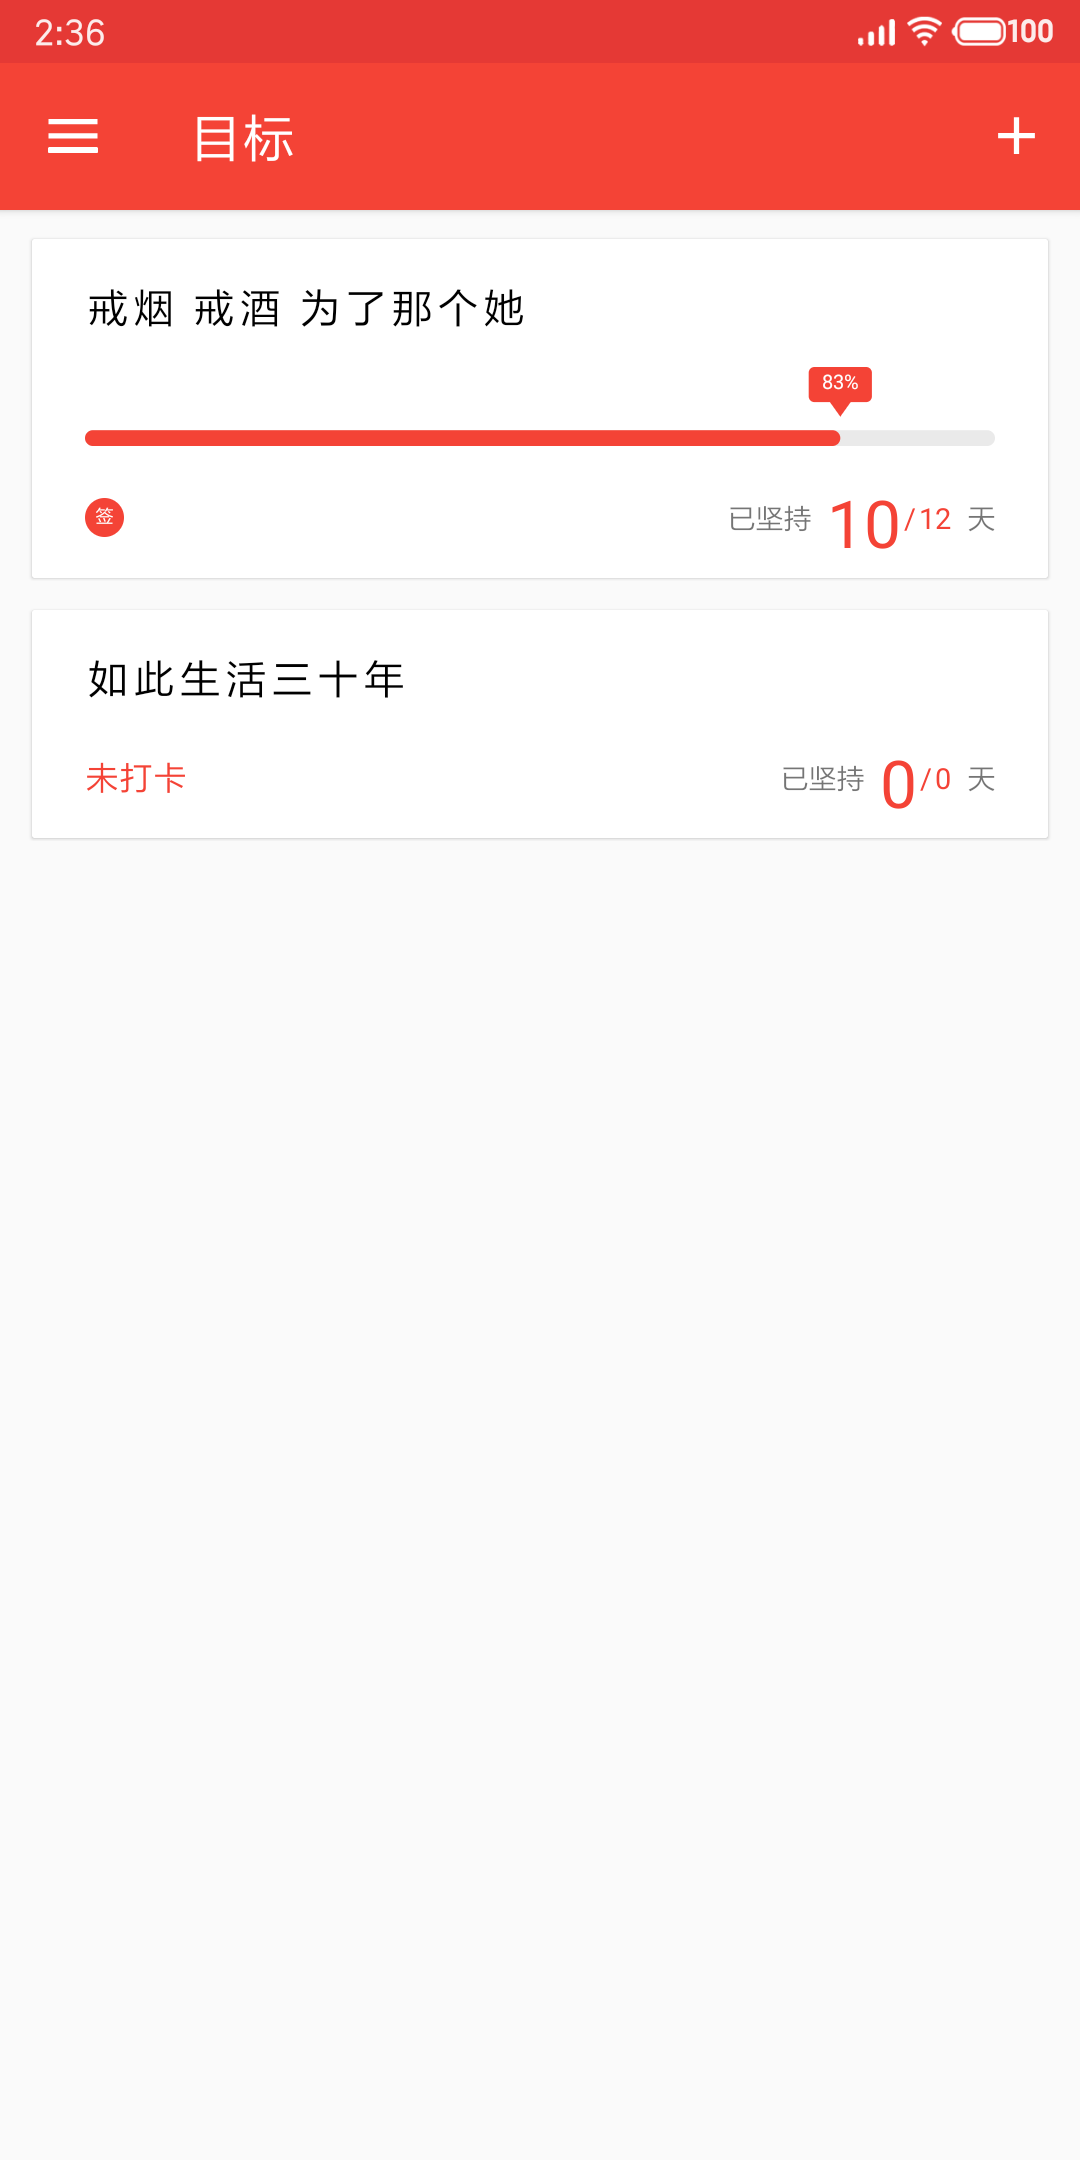 2:36 100
目标
戒烟 戒酒 为了那个她
83%
签 已坚持 10/12 天
如此生活三十年
未打卡 已坚持 0/0 天